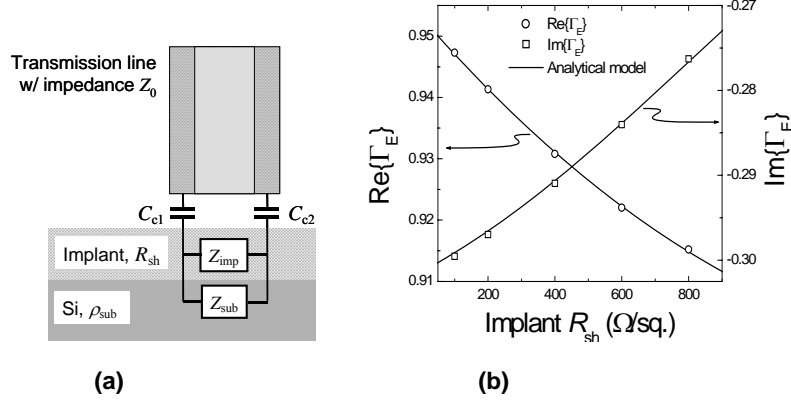 Transmission line
w/ impedance Z0
Cc1
Cc2
Implant, Rsh
Zimp
Si, ρsub
Zsub
(a)
Re{ΓE}
Im{ΓE}
Analytical model
0.95
0.94
0.93
0.92
0.91
Re{ΓE}
-0.27
-0.28
-0.29
-0.30
Im{ΓE}
200 400 600 800
Implant Rsh (Ω/sq.)
(b)